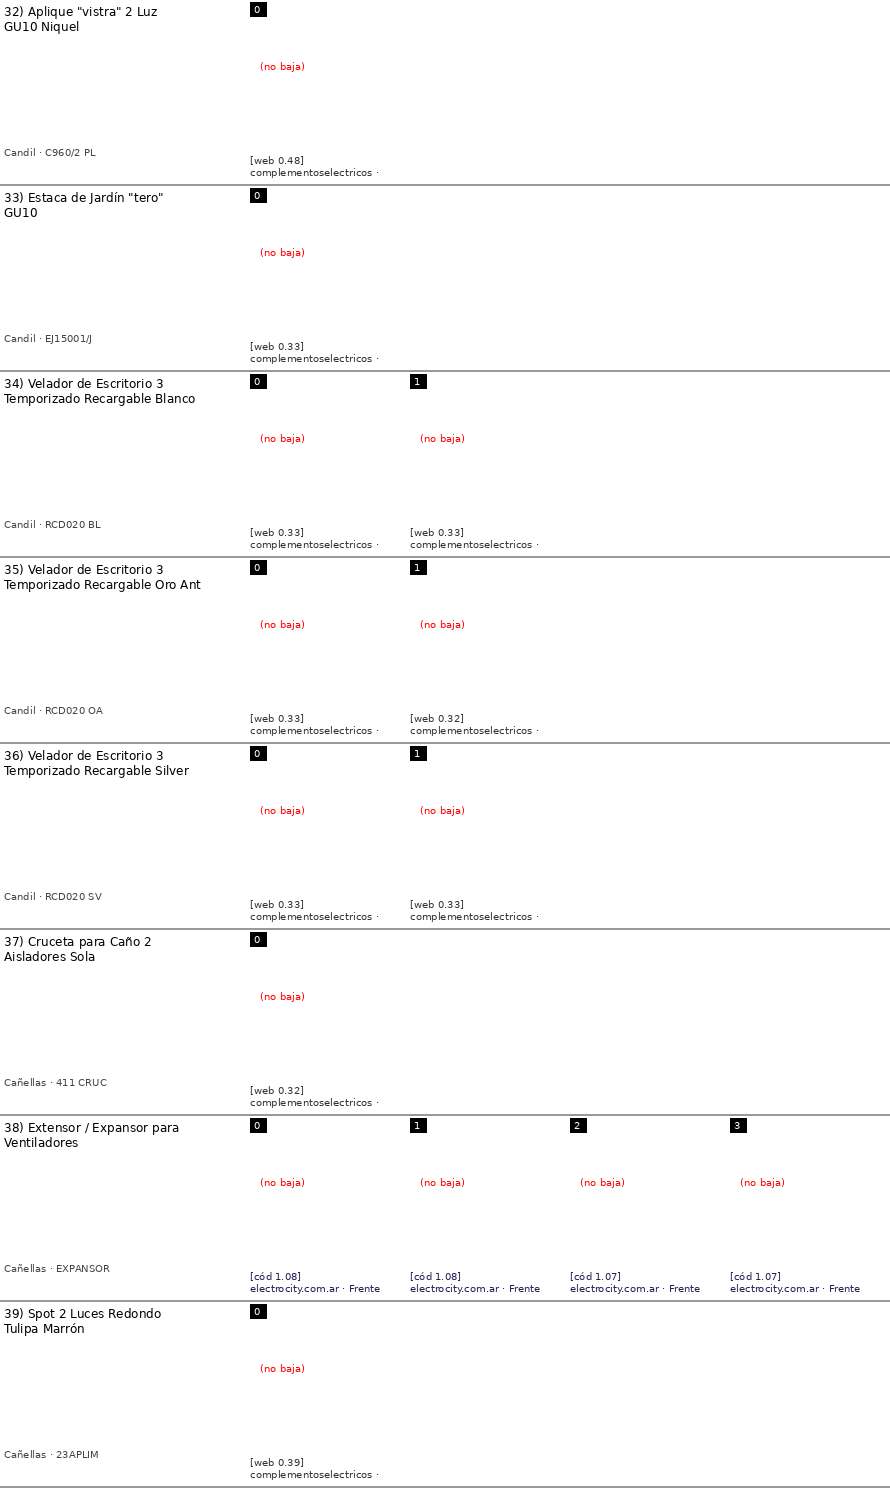 32) Aplique "vistra" 2 Luz
GU10 Niquel
0
(no baja)
Candil · C960/2 PL
[web 0.48]
complementoselectricos ·
33) Estaca de Jardín "tero"
GU10
0
(no baja)
Candil · EJ15001/J
[web 0.33]
complementoselectricos ·
34) Velador de Escritorio 3
Temporizado Recargable Blanco
0 1
(no baja) (no baja)
Candil · RCD020 BL
[web 0.33] [web 0.33]
complementoselectricos · complementoselectricos ·
35) Velador de Escritorio 3
Temporizado Recargable Oro Ant
0 1
(no baja) (no baja)
Candil · RCD020 OA
[web 0.33] [web 0.32]
complementoselectricos · complementoselectricos ·
36) Velador de Escritorio 3
Temporizado Recargable Silver
0 1
(no baja) (no baja)
Candil · RCD020 SV
[web 0.33] [web 0.33]
complementoselectricos · complementoselectricos ·
37) Cruceta para Caño 2
Aisladores Sola
0
(no baja)
Cañellas · 411 CRUC
[web 0.32]
complementoselectricos ·
38) Extensor / Expansor para
Ventiladores
0 1 2 3
(no baja) (no baja) (no baja) (no baja)
Cañellas · EXPANSOR
[cód 1.08] [cód 1.08] [cód 1.07] [cód 1.07]
electrocity.com.ar · Frente electrocity.com.ar · Frente electrocity.com.ar · Frente electrocity.com.ar · Frente
39) Spot 2 Luces Redondo
Tulipa Marrón
0
(no baja)
Cañellas · 23APLIM
[web 0.39]
complementoselectricos ·